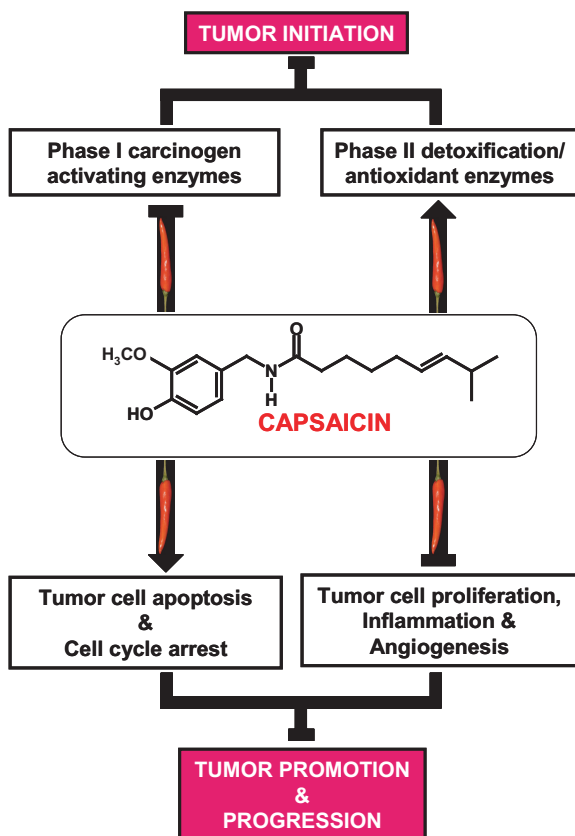 TUMOR INITIATION
Phase I carcinogen
activating enzymes
Phase II detoxification/
antioxidant enzymes
O
H₃CO
N
H
HO
CAPSAICIN
Tumor cell apoptosis
&
Cell cycle arrest
Tumor cell proliferation,
Inflammation &
Angiogenesis
TUMOR PROMOTION
&
PROGRESSION